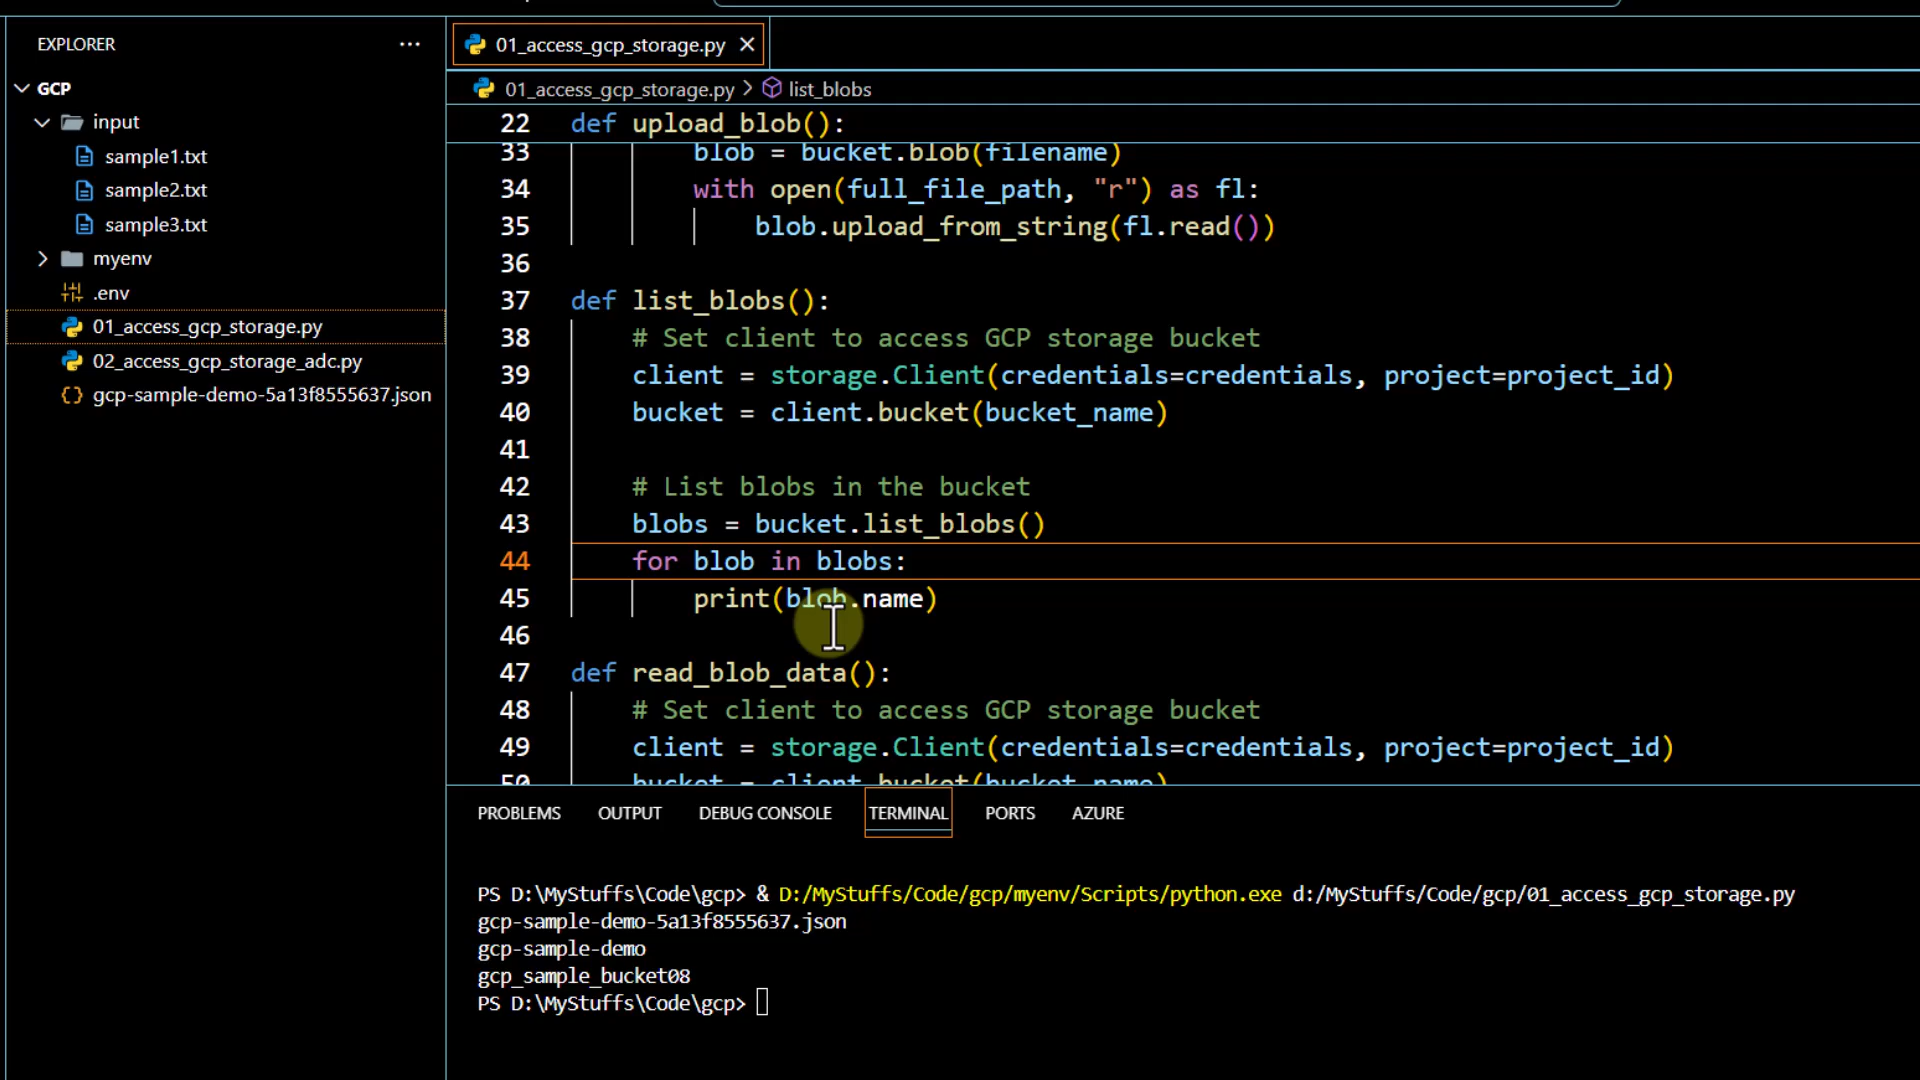 EXPLORER
GCP
input
sample1.txt
sample2.txt
sample3.txt
myenv
.env
01_access_gcp_storage.py
02_access_gcp_storage_adc.py
gcp-sample-demo-5a13f8555637.json
01_access_gcp_storage.py
01_access_gcp_storage.py > list_blobs
22 def upload_blob():
33 blob = bucket.blob(filename)
34 with open(full_file_path, "r") as fl:
35 blob.upload_from_string(fl.read())
36
37 def list_blobs():
38 # Set client to access GCP storage bucket
39 client = storage.Client(credentials=credentials, project=project_id)
40 bucket = client.bucket(bucket_name)
41
42 # List blobs in the bucket
43 blobs = bucket.list_blobs()
44 for blob in blobs:
45 print(blob.name)
46
47 def read_blob_data():
48 # Set client to access GCP storage bucket
49 client = storage.Client(credentials=credentials, project=project_id)
50 bucket = client.bucket(bucket_name)
PROBLEMS OUTPUT DEBUG CONSOLE TERMINAL PORTS AZURE
PS D:\MyStuffs\Code\gcp> & D:/MyStuffs/Code/gcp/myenv/Scripts/python.exe d:/MyStuffs/Code/gcp/01_access_gcp_storage.py
gcp-sample-demo-5a13f8555637.json
gcp-sample-demo
gcp_sample_bucket08
PS D:\MyStuffs\Code\gcp>